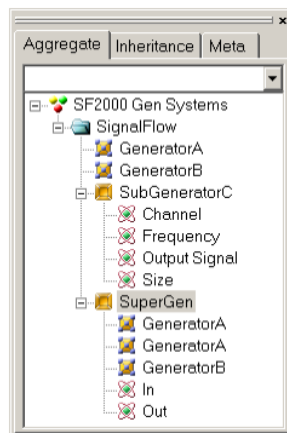 Aggregate Inheritance Meta
SF2000 Gen Systems
SignalFlow
GeneratorA
GeneratorB
SubGeneratorC
Channel
Frequency
Output Signal
Size
SuperGen
GeneratorA
GeneratorA
GeneratorB
In
Out